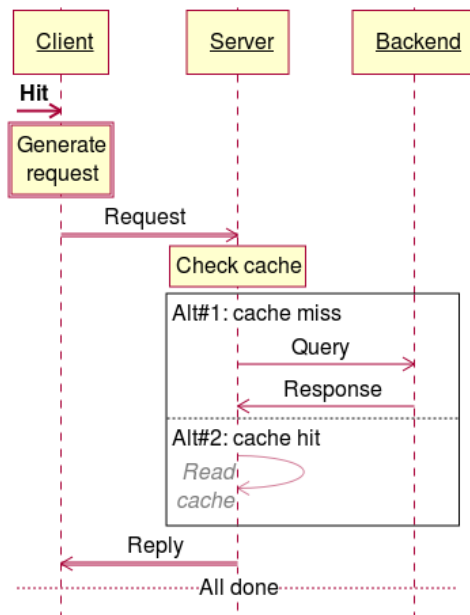 Client
Server
Backend
Hit
Generate
request
Request
Check cache
Alt#1: cache miss
Query
Response
Alt#2: cache hit
Read
cache
Reply
All done